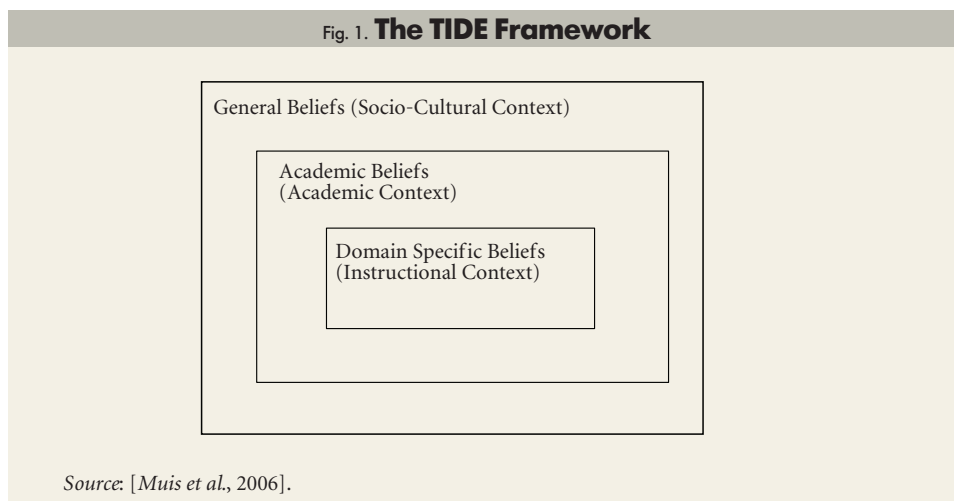 Fig. 1. The TIDE Framework
General Beliefs (Socio-Cultural Context)
Academic Beliefs
(Academic Context)
Domain Specific Beliefs
(Instructional Context)
Source: [Muis et al., 2006].